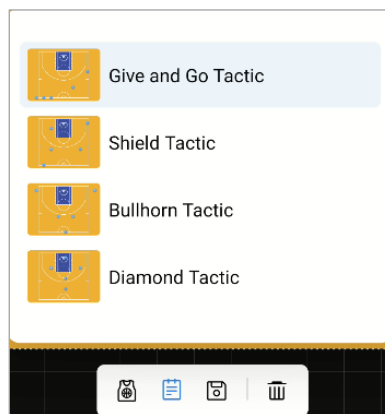 Give and Go Tactic
Shield Tactic
Bullhorn Tactic
Diamond Tactic